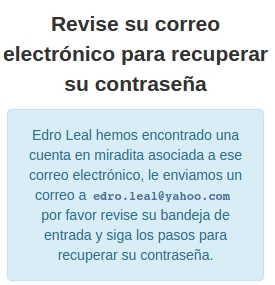 Revise su correo
electrónico para recuperar
su contraseña
Edro Leal hemos encontrado una
cuenta en miradita asociada a ese
correo electrónico, le enviamos un
correo a edro.leal@yahoo.com
por favor revise su bandeja de
entrada y siga los pasos para
recuperar su contraseña.